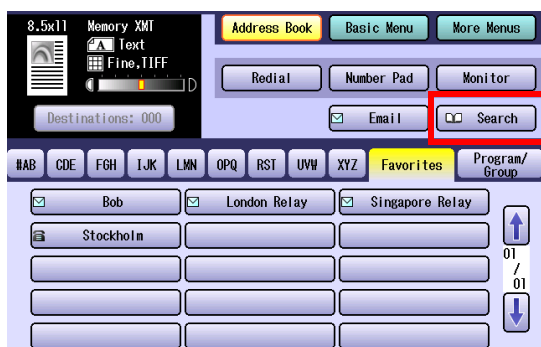 8.5x11 Memory XMT
A Text
Fine,TIFF
D
Destinations: 000
Address Book Basic Menu More Menus
Redial Number Pad Monitor
Email Search
#AB CDE FGH IJK LMN OPQ RST UVW XYZ Favorites Program/
Group
Bob London Relay Singapore Relay
Stockholm
01
/
01